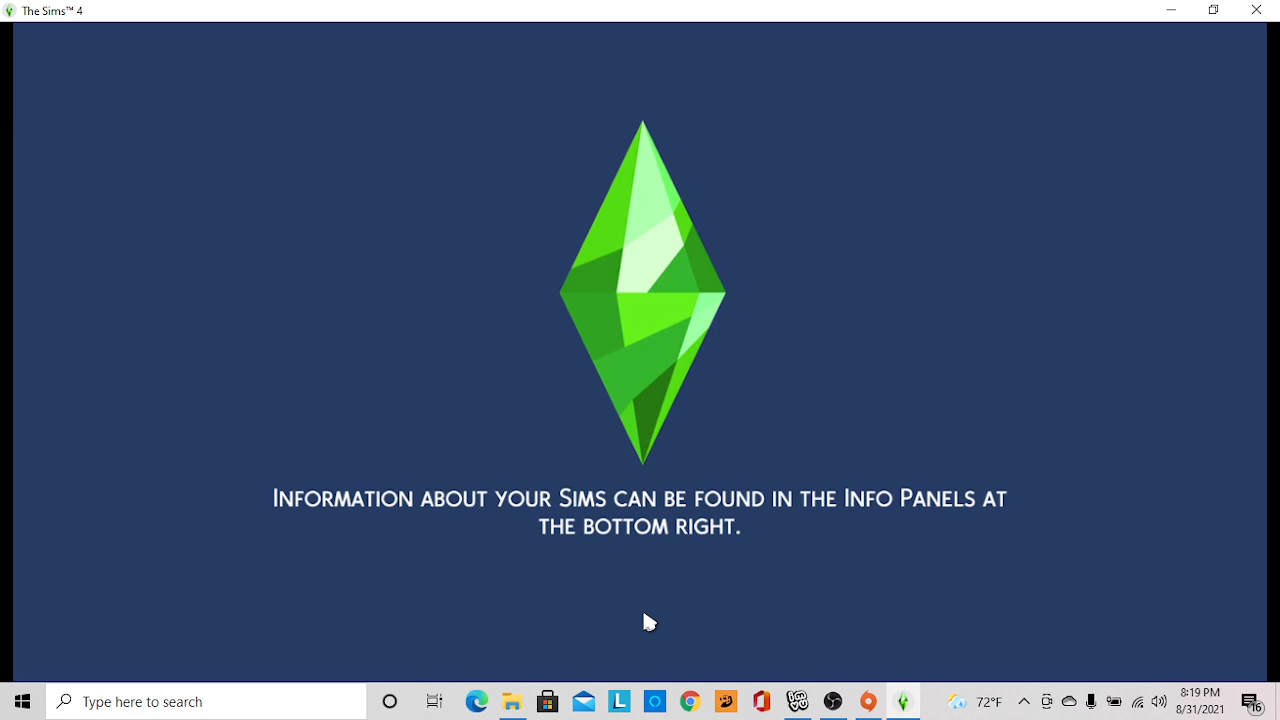 The Sims™ 4
INFORMATION ABOUT YOUR SIMS CAN BE FOUND IN THE INFO PANELS AT
THE BOTTOM RIGHT.
Type here to search
72°F
8:19 PM
8/31/2021
16